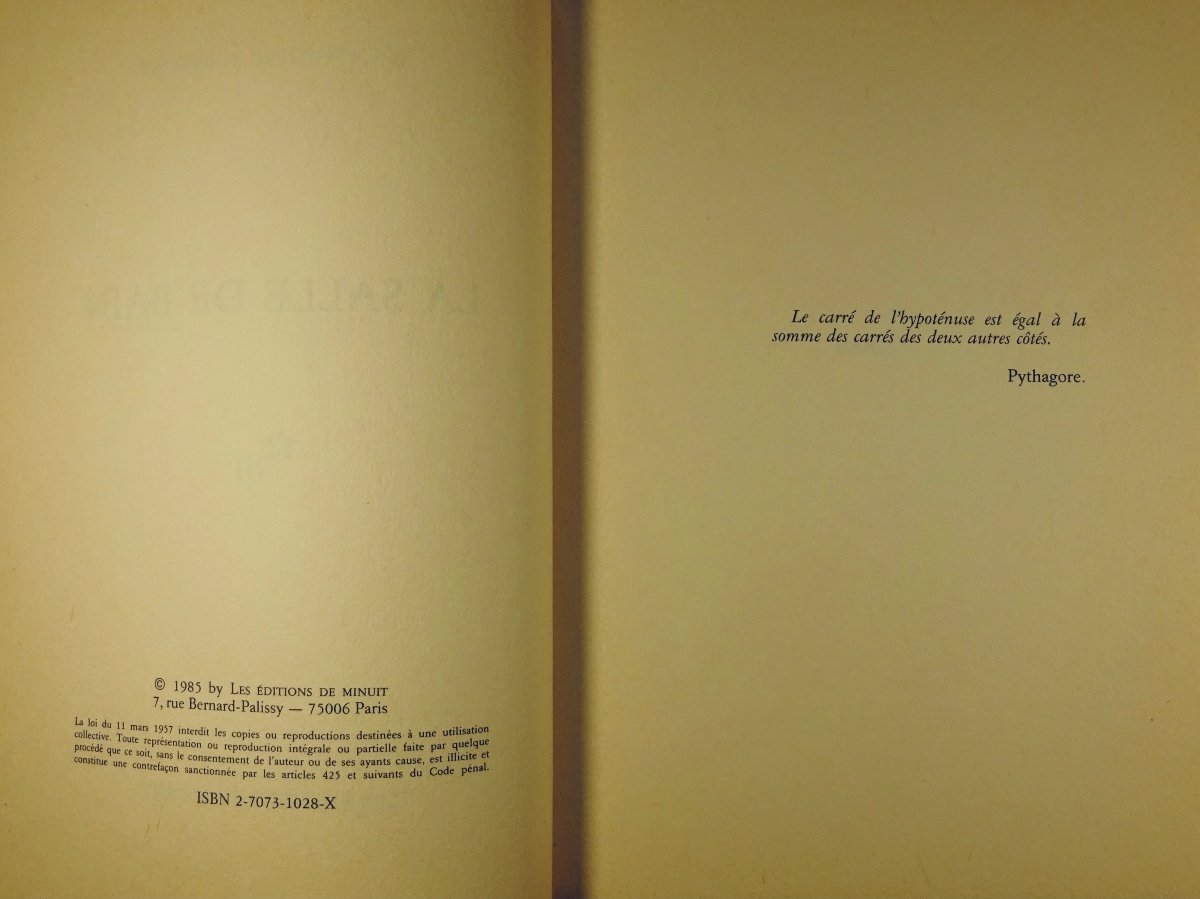 © 1985 by LES ÉDITIONS DE MINUIT
7, rue Bernard-Palissy — 75006 Paris
La loi du 11 mars 1957 interdit les copies ou reproductions destinées à une utilisation
collective. Toute représentation ou reproduction intégrale ou partielle faite par quelque
procédé que ce soit, sans le consentement de l'auteur ou de ses ayants cause, est illicite et
constitue une contrefaçon sanctionnée par les articles 425 et suivants du Code pénal.
ISBN 2-7073-1028-X
Le carré de l'hypoténuse est égal à la
somme des carrés des deux autres côtés.
Pythagore.